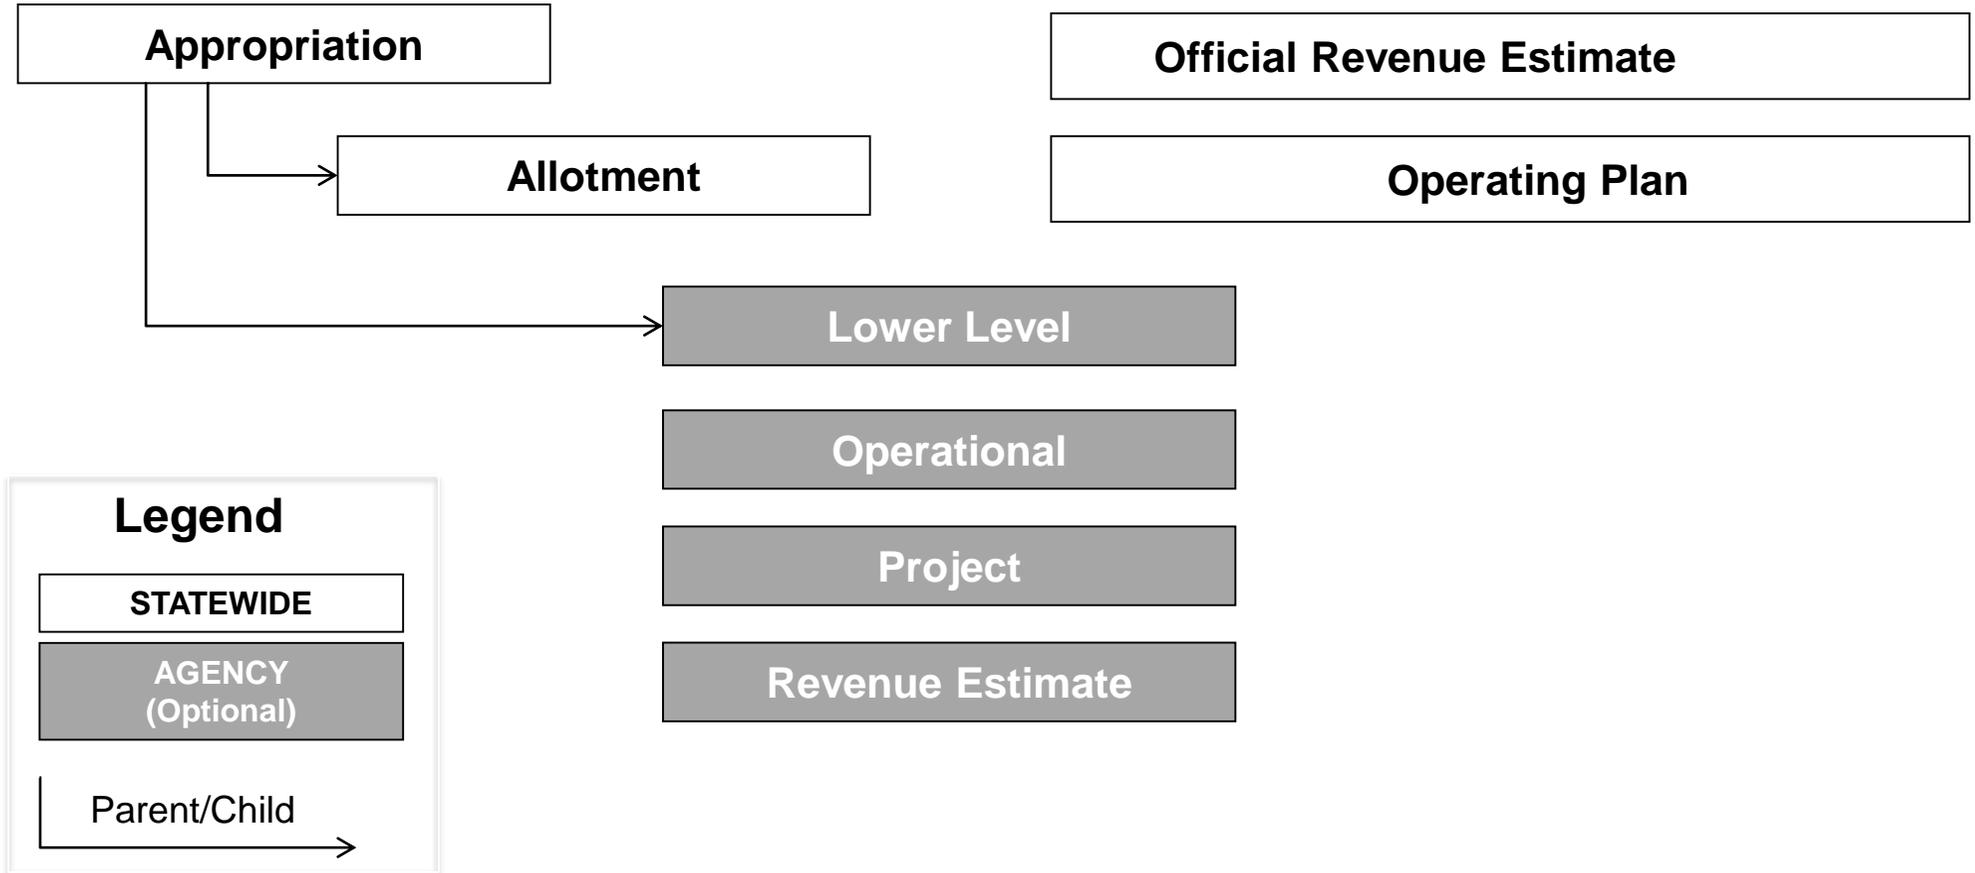 Appropriation
Official Revenue Estimate
Allotment
Operating Plan
Lower Level
Operational
Project
Revenue Estimate
Legend
STATEWIDE
AGENCY
(Optional)
Parent/Child